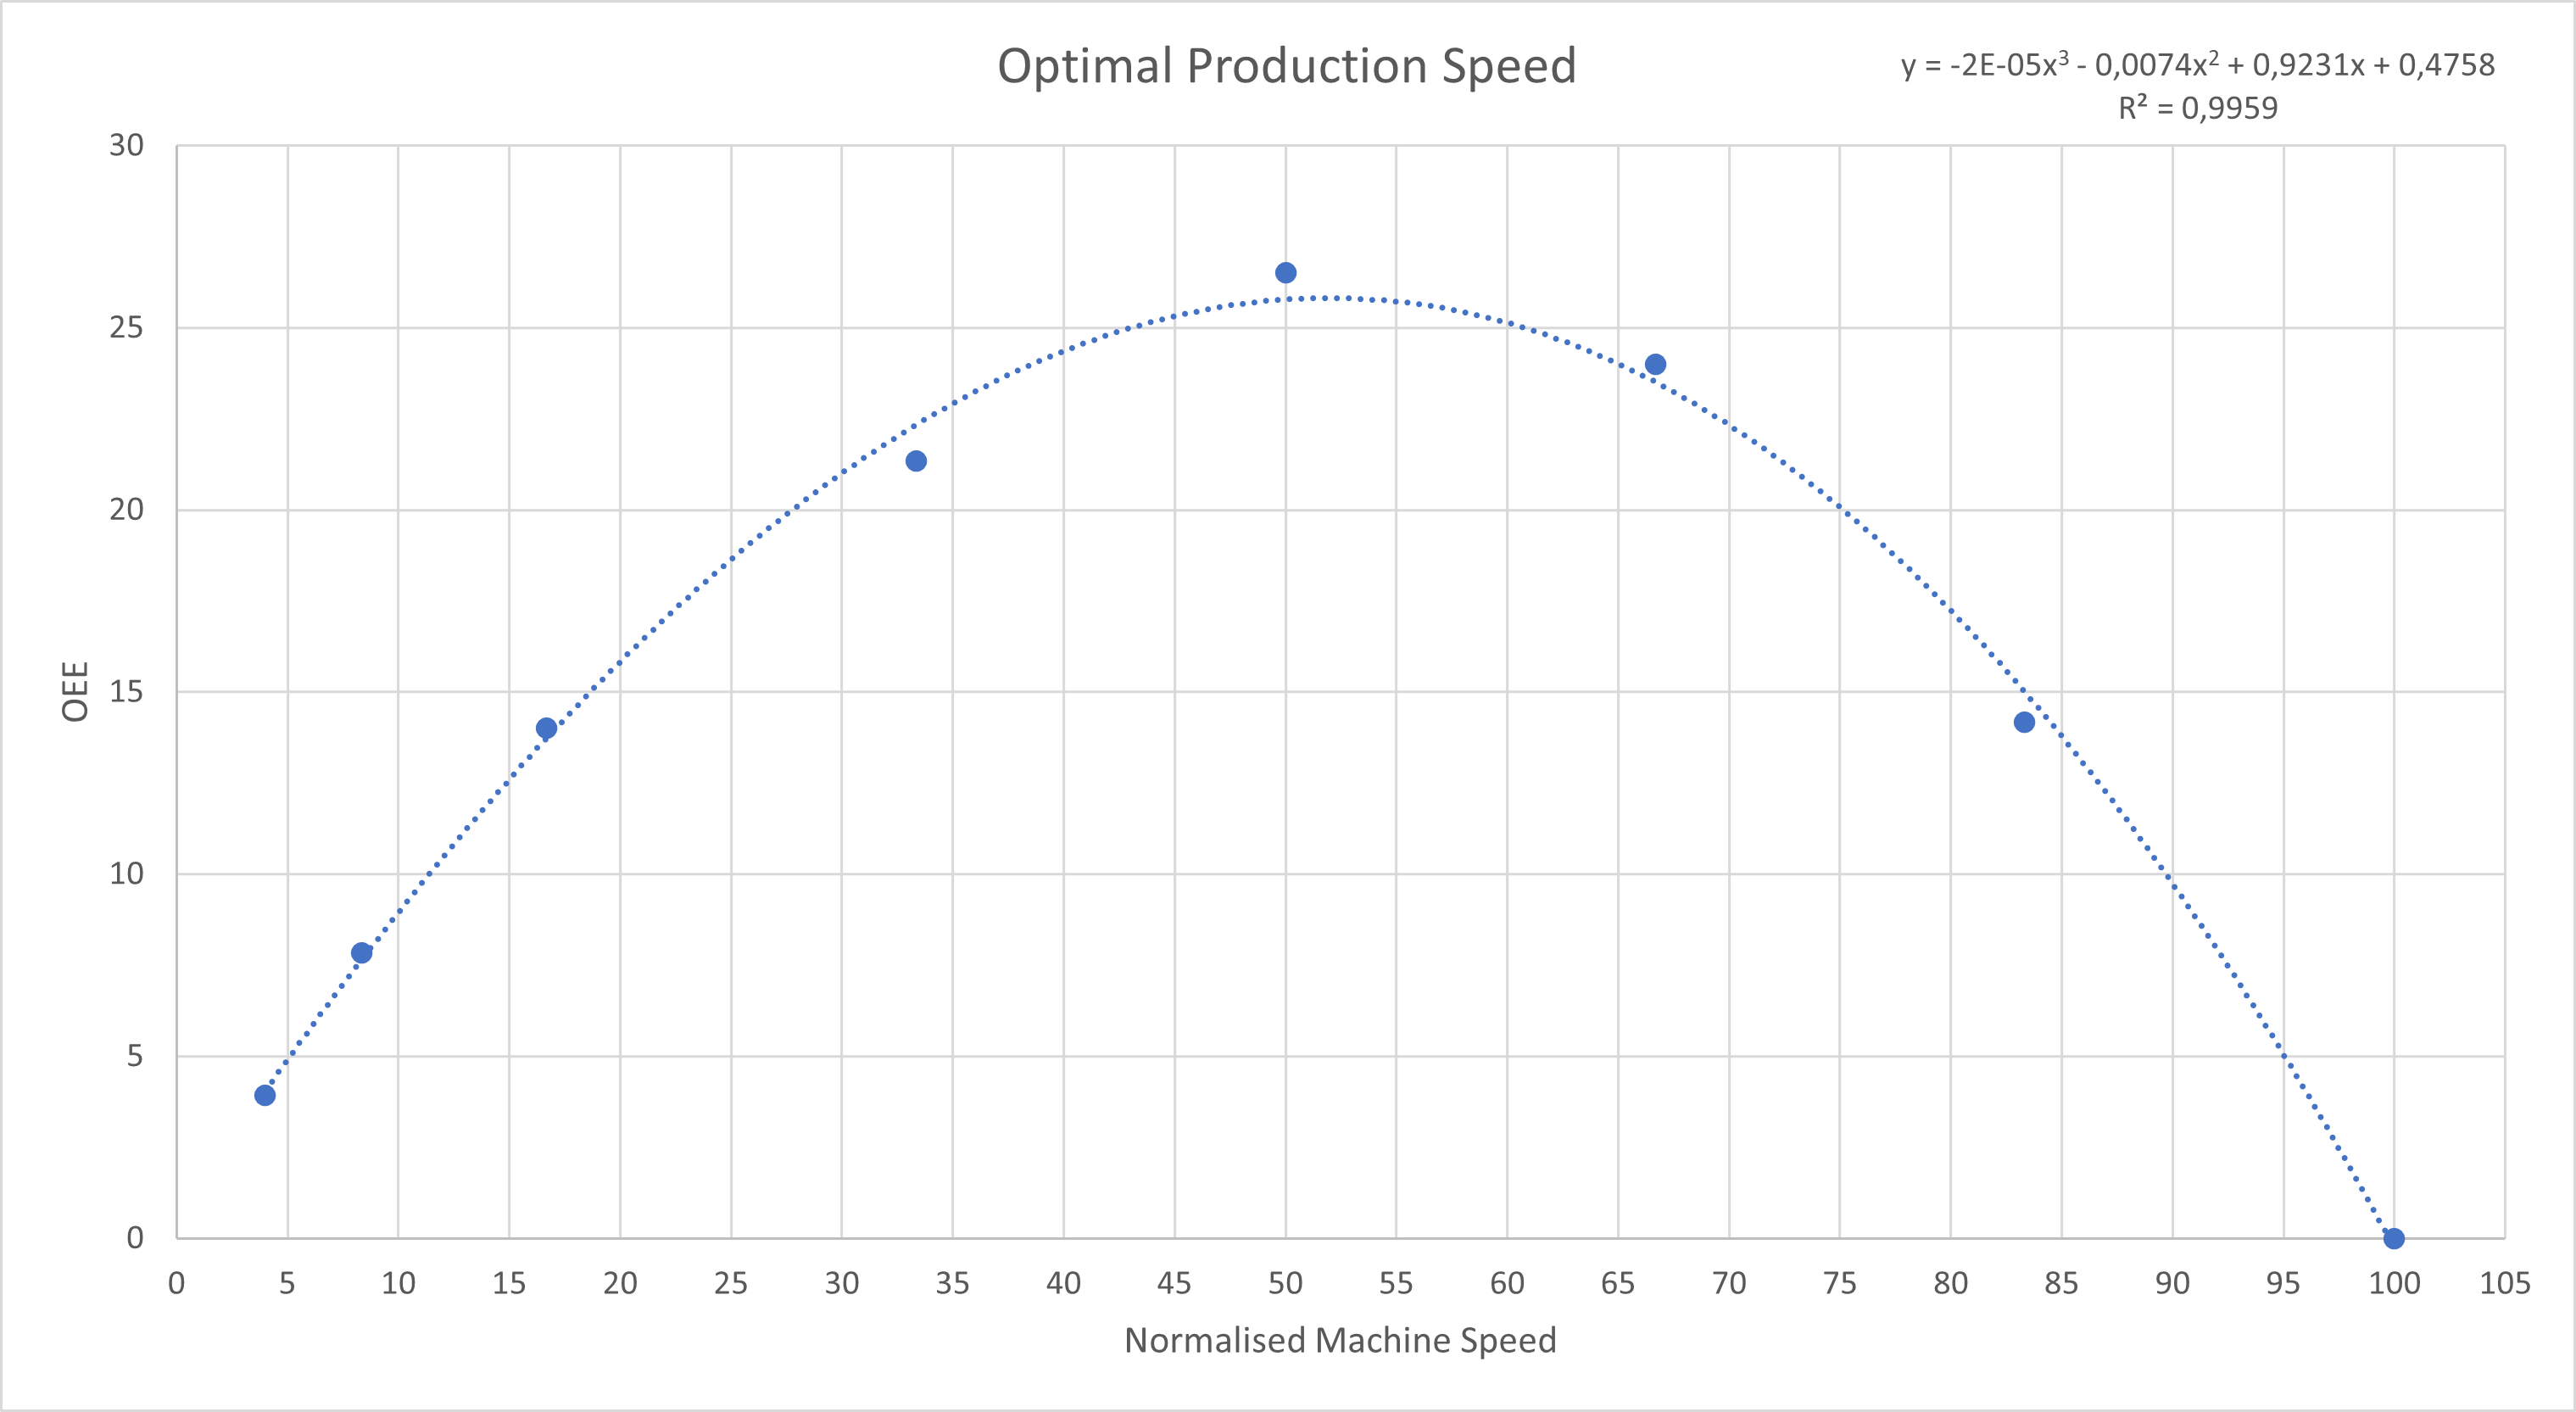 Optimal Production Speed
y = -2E-05x³ - 0,0074x² + 0,9231x + 0,4758
R² = 0,9959
30
25
20
15
10
5
0
OEE
0 5 10 15 20 25 30 35 40 45 50 55 60 65 70 75 80 85 90 95 100 105
Normalised Machine Speed